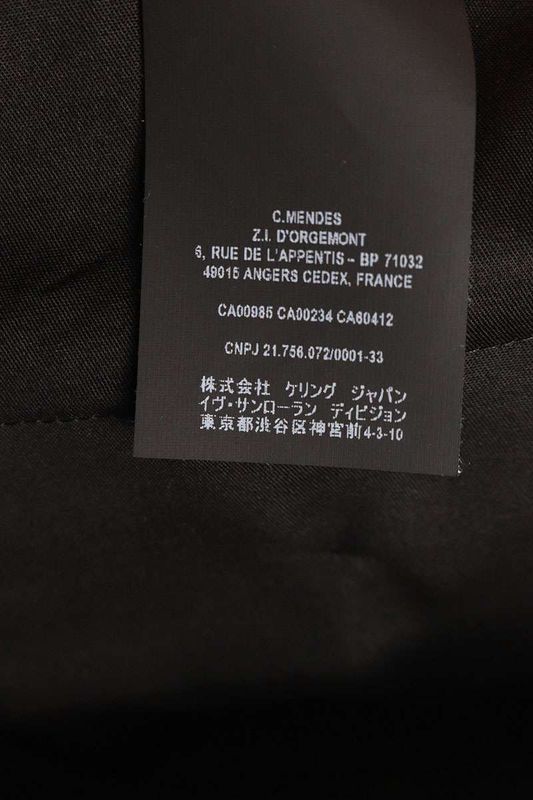 C.MENDES
Z.I. D'ORGEMONT
6, RUE DE L'APPENTIS - BP 71032
49015 ANGERS CEDEX, FRANCE
CA00985 CA00234 CA60412
CNPJ 21.756.072/0001-33
株式会社 ケリング ジャパン
イヴ・サンローラン ディビジョン
東京都渋谷区神宮前4-3-10